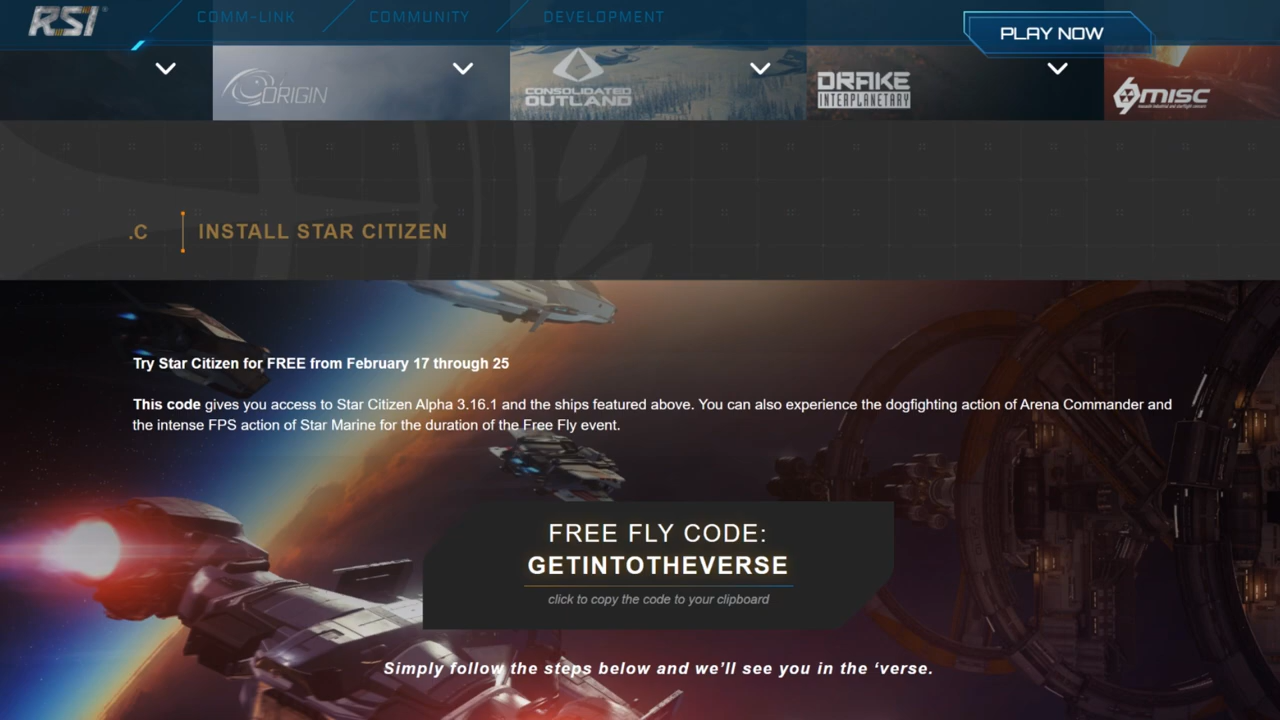 RSI
COMM-LINK
COMMUNITY
DEVELOPMENT
PLAY NOW
ORIGIN
CONSOLIDATED
OUTLAND
DRAKE
INTERPLANETARY
MISC
.C
INSTALL STAR CITIZEN
Try Star Citizen for FREE from February 17 through 25
This code gives you access to Star Citizen Alpha 3.16.1 and the ships featured above. You can also experience the dogfighting action of Arena Commander and
the intense FPS action of Star Marine for the duration of the Free Fly event.
FREE FLY CODE:
GETINTOTHEVERSE
click to copy the code to your clipboard
Simply follow the steps below and we’ll see you in the ‘verse.